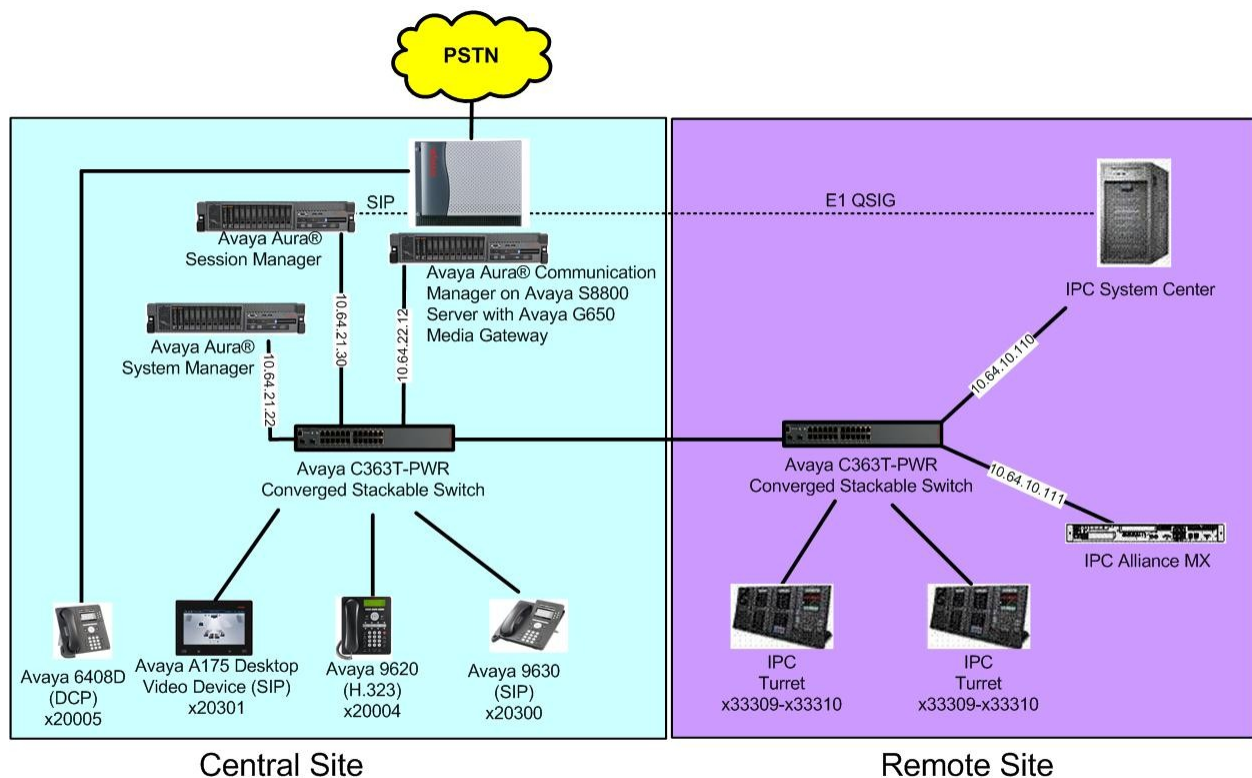 PSTN
SIP
E1 QSIG
Avaya Aura®
Session Manager
Avaya Aura® Communication
Manager on Avaya S8800
Server with Avaya G650
Media Gateway
IPC System Center
Avaya Aura®
System Manager
10.64.21.22
10.64.21.30
10.64.22.12
10.64.10.110
10.64.10.111
Avaya C363T-PWR
Converged Stackable Switch
Avaya C363T-PWR
Converged Stackable Switch
IPC Alliance MX
Avaya 6408D
(DCP)
x20005
Avaya A175 Desktop
Video Device (SIP)
x20301
Avaya 9620
(H.323)
x20004
Avaya 9630
(SIP)
x20300
IPC
Turret
x33309-x33310
IPC
Turret
x33309-x33310
Central Site
Remote Site